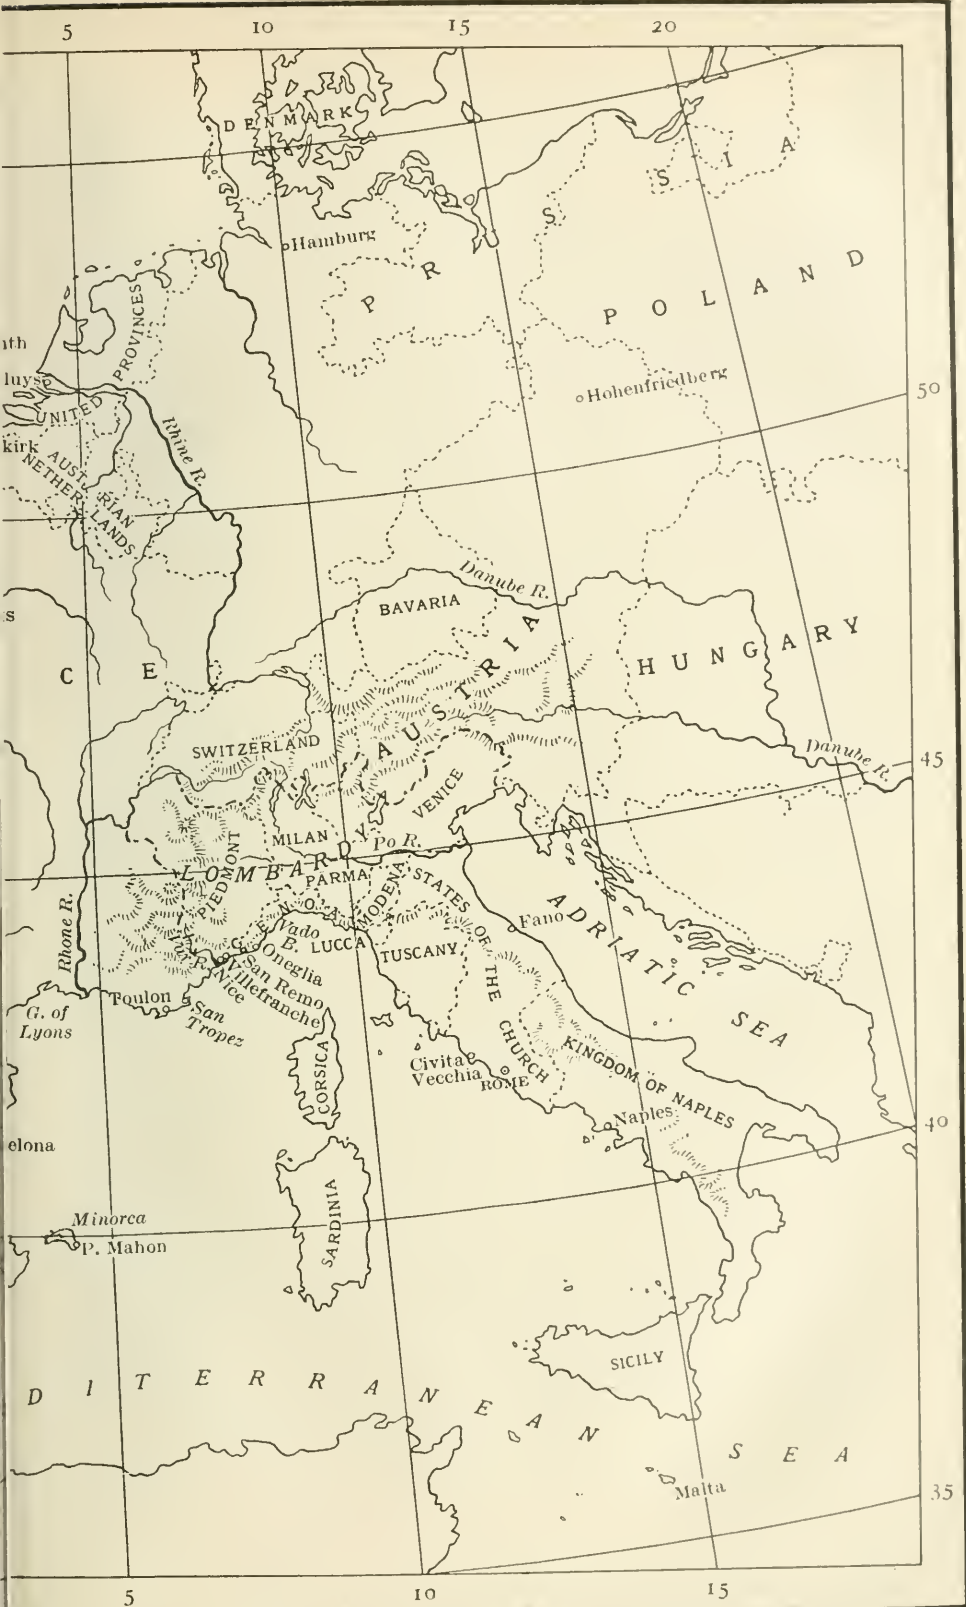 5 10 15 20
DENMARK
Hamburg
PRUSSIA
POLAND
PROVINCES
UNITED
luys
kirk
AUSTRIAN
NETHERLANDS
Rhine R.
Hohenfriedberg
50
Danube R.
BAVARIA
s
C E
AUSTRIA
HUNGARY
SWITZERLAND
Danube R.
45
VENICE
MILAN
Po R.
LOMBARDY
PIEDMONT
PARMA
MODENA
STATES
OF THE
CHURCH
GENOA
Vado
B.
LUCCA
TUSCANY
Fano
ADRIATIC
SEA
Rhone R.
Var R.
Oneglia
San Remo
Villefranche
Nice
Toulon
San
Tropez
G. of
Lyons
CORSICA
Civita
Vecchia
ROME
KINGDOM OF NAPLES
Naples
40
elona
SARDINIA
Minorca
P. Mahon
SICILY
DITERRANEAN
SEA
Malta
35
5 10 15